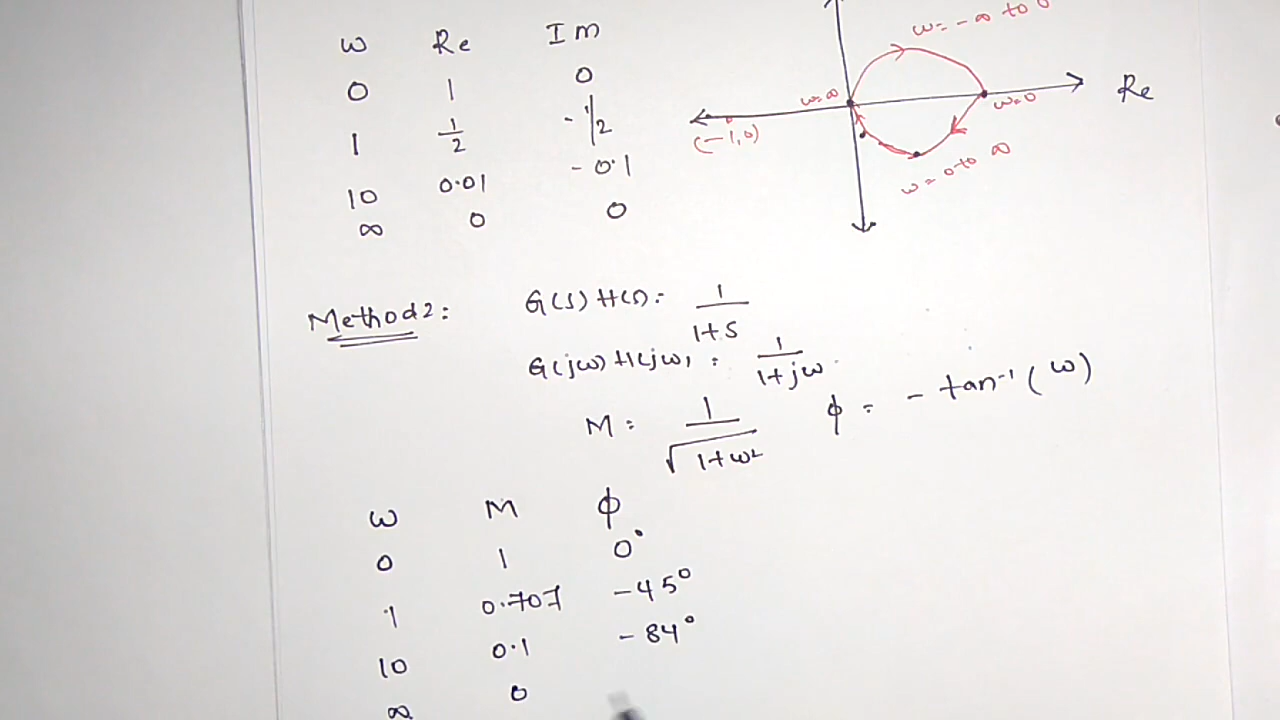 ω Re Im
0 1 0
1 1/2 -1/2
10 0.01 -0.1
∞ 0 0
ω = -∞ to 0
ω=∞
ω=0
Re
(-1,0)
ω = 0 to ∞
Method 2: G(s) H(s) = 1/(1+s)
G(jω) H(jω) = 1/(1+jω)
M = 1/√(1+ω²) φ = - tan⁻¹ (ω)
ω M φ
0 1 0°
1 0.707 -45°
10 0.1 -84°
∞ 0